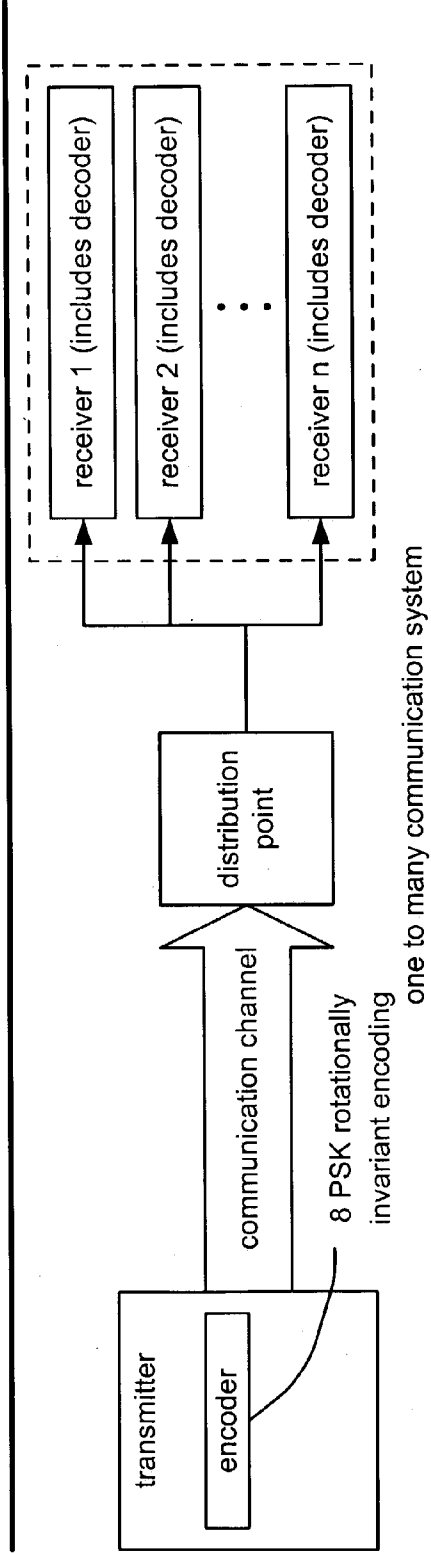 transmitter
encoder
8 PSK rotationally
invariant encoding
communication channel
distribution
point
receiver 1 (includes decoder)
receiver 2 (includes decoder)
receiver n (includes decoder)
one to many communication system